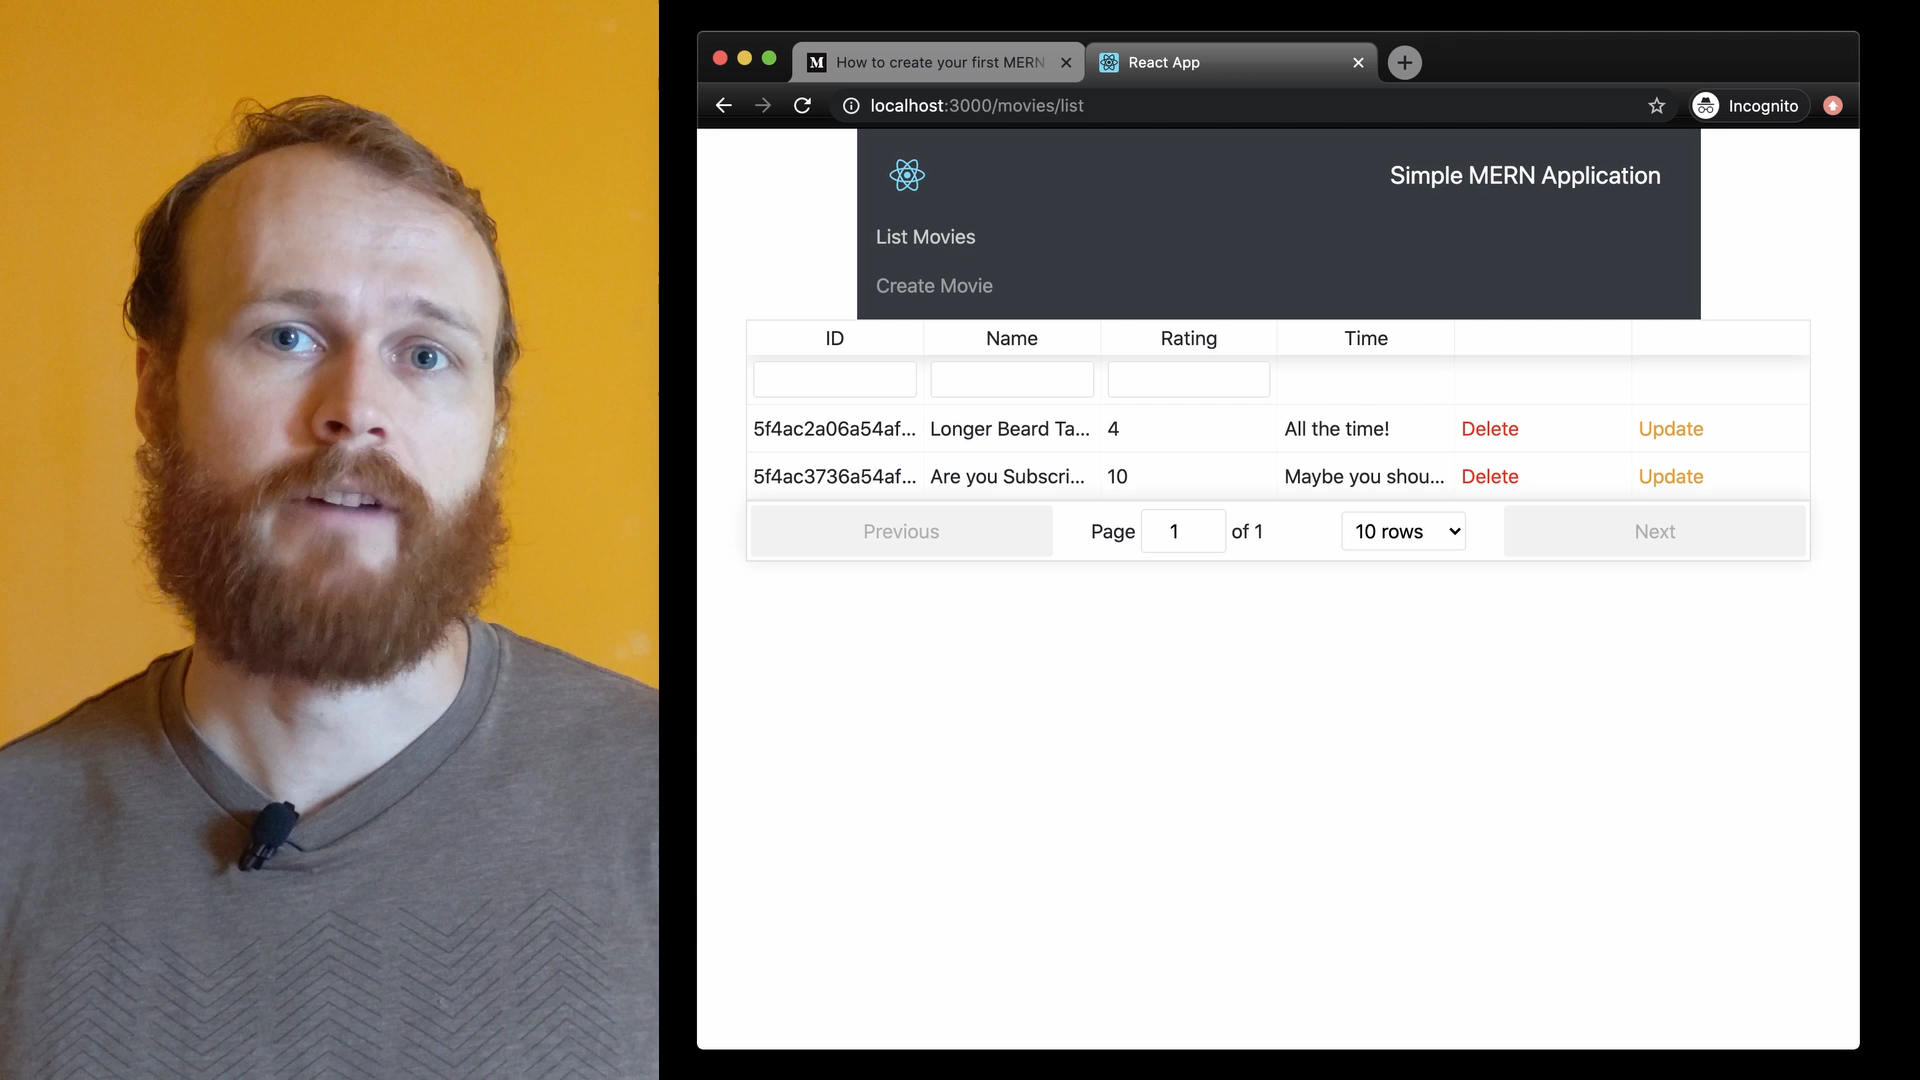 M How to create your first MERN
React App
localhost:3000/movies/list
Incognito
Simple MERN Application
List Movies
Create Movie
ID Name Rating Time
5f4ac2a06a54af... Longer Beard Ta... 4 All the time! Delete Update
5f4ac3736a54af... Are you Subscri... 10 Maybe you shou... Delete Update
Previous Page 1 of 1 10 rows Next